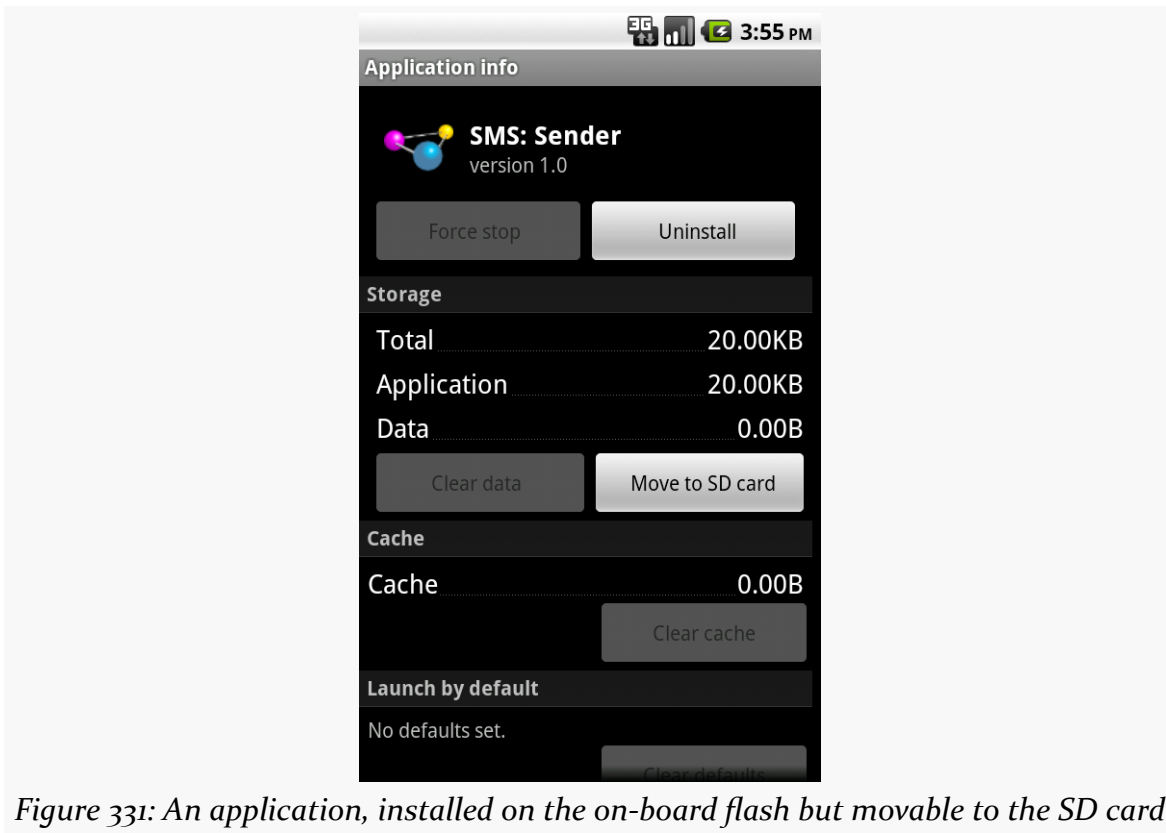 3G 3:55 PM
Application info
SMS: Sender
version 1.0
Force stop Uninstall
Storage
Total 20.00KB
Application 20.00KB
Data 0.00B
Clear data Move to SD card
Cache
Cache 0.00B
Clear cache
Launch by default
No defaults set.
Clear defaults
Figure 331: An application, installed on the on-board flash but movable to the SD card